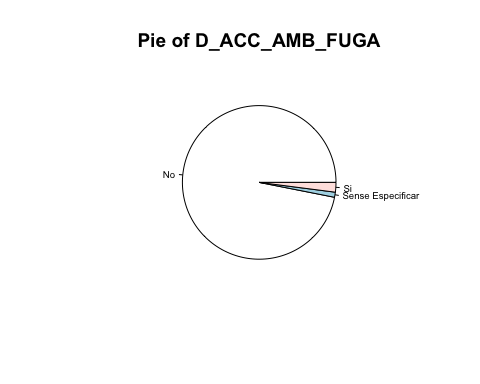 Pie of D_ACC_AMB_FUGA
No
Si
Sense Especificar